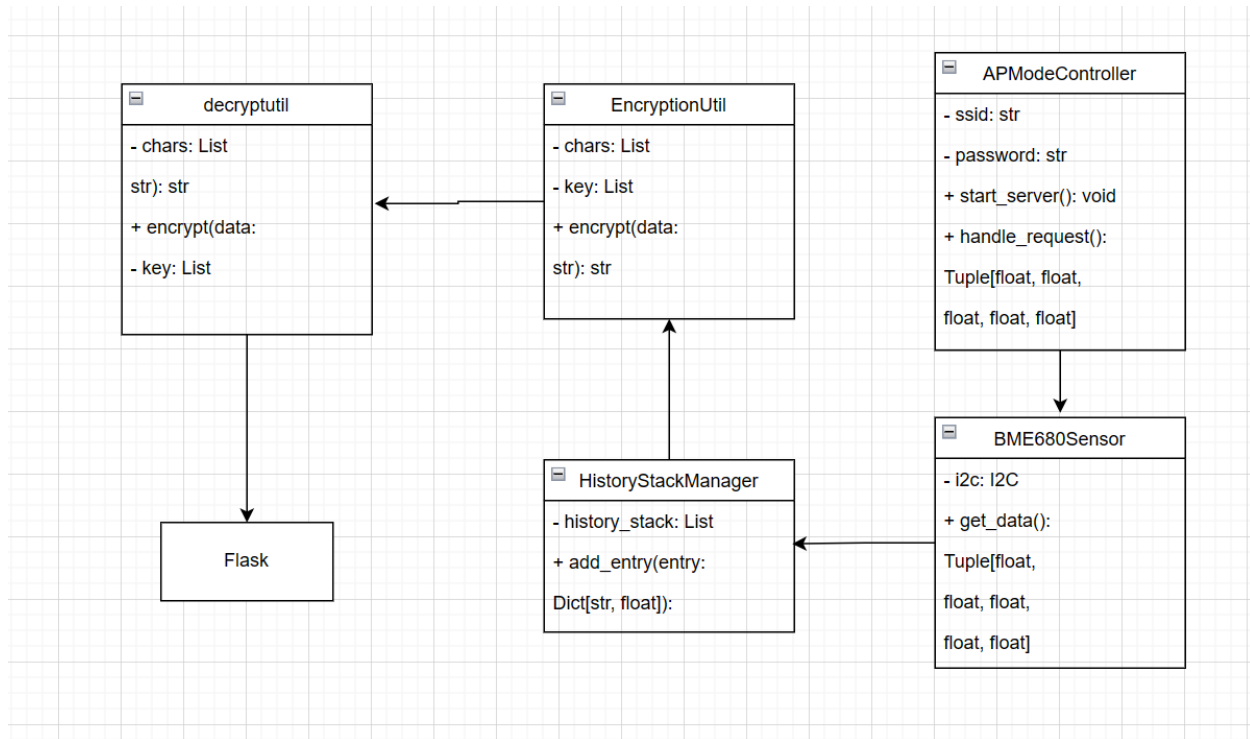 decryptutil
- chars: List
str): str
+ encrypt(data:
- key: List
EncryptionUtil
- chars: List
- key: List
+ encrypt(data:
str): str
APModeController
- ssid: str
- password: str
+ start_server(): void
+ handle_request():
Tuple[float, float,
float, float, float]
Flask
HistoryStackManager
- history_stack: List
+ add_entry(entry:
Dict[str, float]):
BME680Sensor
- i2c: I2C
+ get_data():
Tuple[float,
float, float,
float, float]